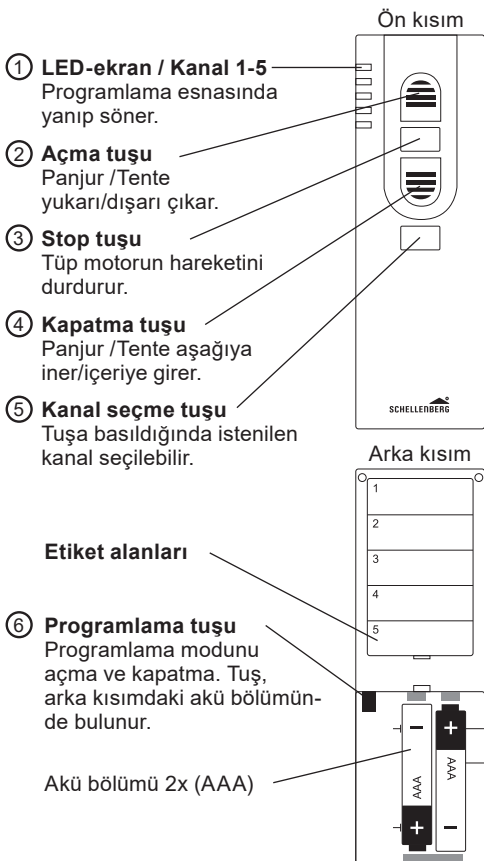 Ön kısım
① LED-ekran / Kanal 1-5
Programlama esnasında
yanıp söner.
② Açma tuşu
Panjur /Tente
yukarı/dışarı çıkar.
③ Stop tuşu
Tüp motorun hareketini
durdurur.
④ Kapatma tuşu
Panjur /Tente aşağıya
iner/içeriye girer.
⑤ Kanal seçme tuşu
Tuşa basıldığında istenilen
kanal seçilebilir.
SCHELLENBERG
Arka kısım
1
2
3
4
5
Etiket alanları
⑥ Programlama tuşu
Programlama modunu
açma ve kapatma. Tuş,
arka kısımdaki akü bölümün-
de bulunur.
Akü bölümü 2x (AAA)
− +
AAA AAA
+ −